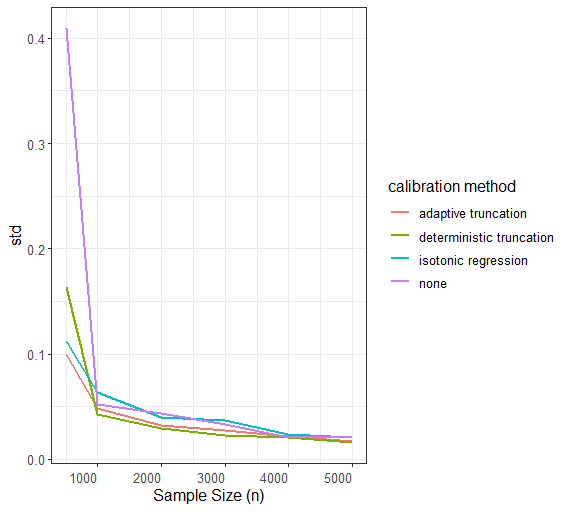 0.4
0.3
0.2
0.1
0.0
std
1000 2000 3000 4000 5000
Sample Size (n)
calibration method
adaptive truncation
deterministic truncation
isotonic regression
none